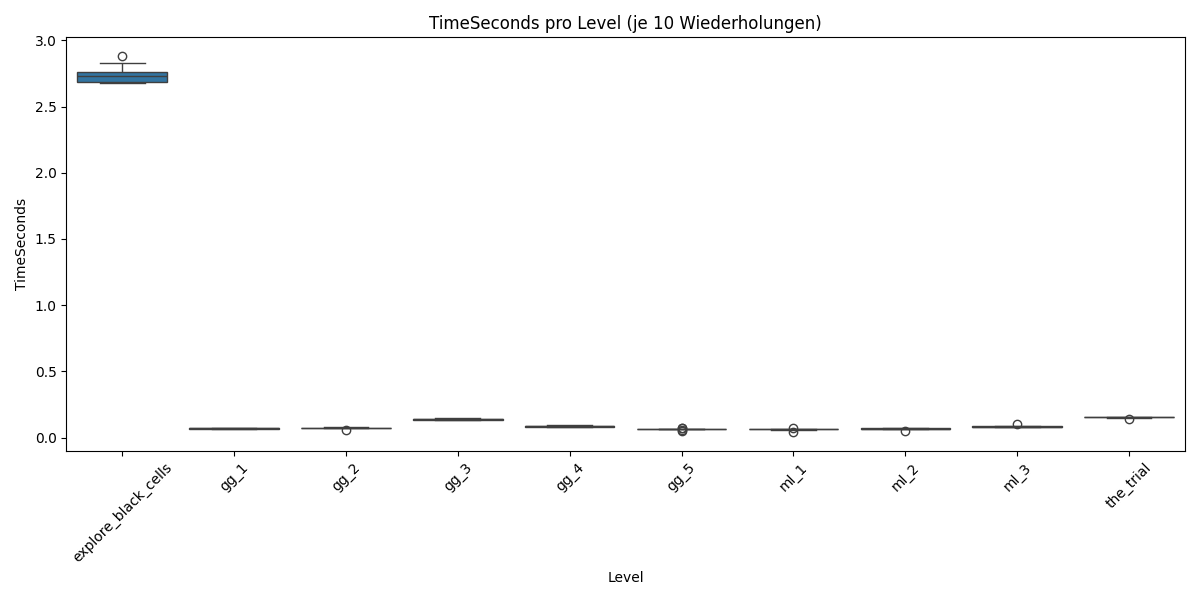 TimeSeconds pro Level (je 10 Wiederholungen)
3.0
2.5
2.0
1.5
1.0
0.5
0.0
TimeSeconds
explore_black_cells
gg_1
gg_2
gg_3
gg_4
gg_5
ml_1
ml_2
ml_3
the_trial
Level